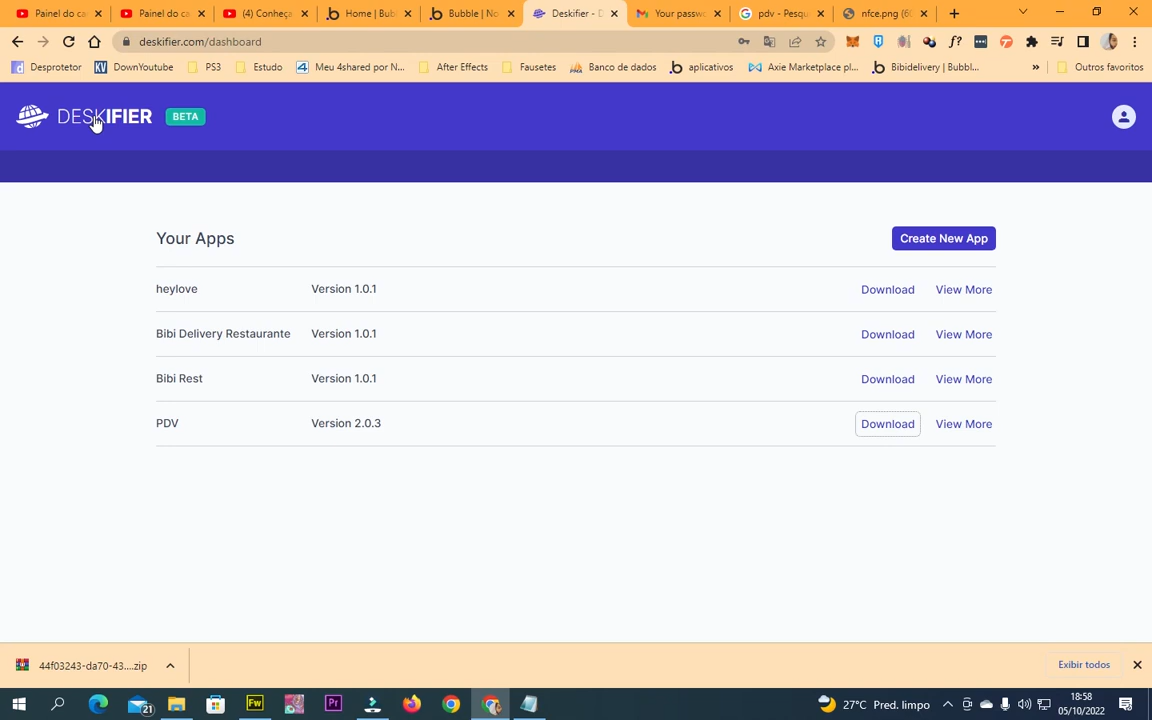 Painel do ca
Painel do ca
(4) Conheça
Home | Bub
Bubble | No
Deskifier - D
Your passwo
pdv - Pesqu
nfce.png (60
deskifier.com/dashboard
Desprotetor
DownYoutube
PS3
Estudo
Meu 4shared por N...
After Effects
Fausetes
Banco de dados
aplicativos
Axie Marketplace pl...
Bibidelivery | Bubbl...
»
Outros favoritos
DESKIFIER BETA
Your Apps
Create New App
heylove Version 1.0.1 Download View More
Bibi Delivery Restaurante Version 1.0.1 Download View More
Bibi Rest Version 1.0.1 Download View More
PDV Version 2.0.3 Download View More
44f03243-da70-43....zip
Exibir todos
21
Fw
Pr
27°C Pred. limpo
18:58
05/10/2022